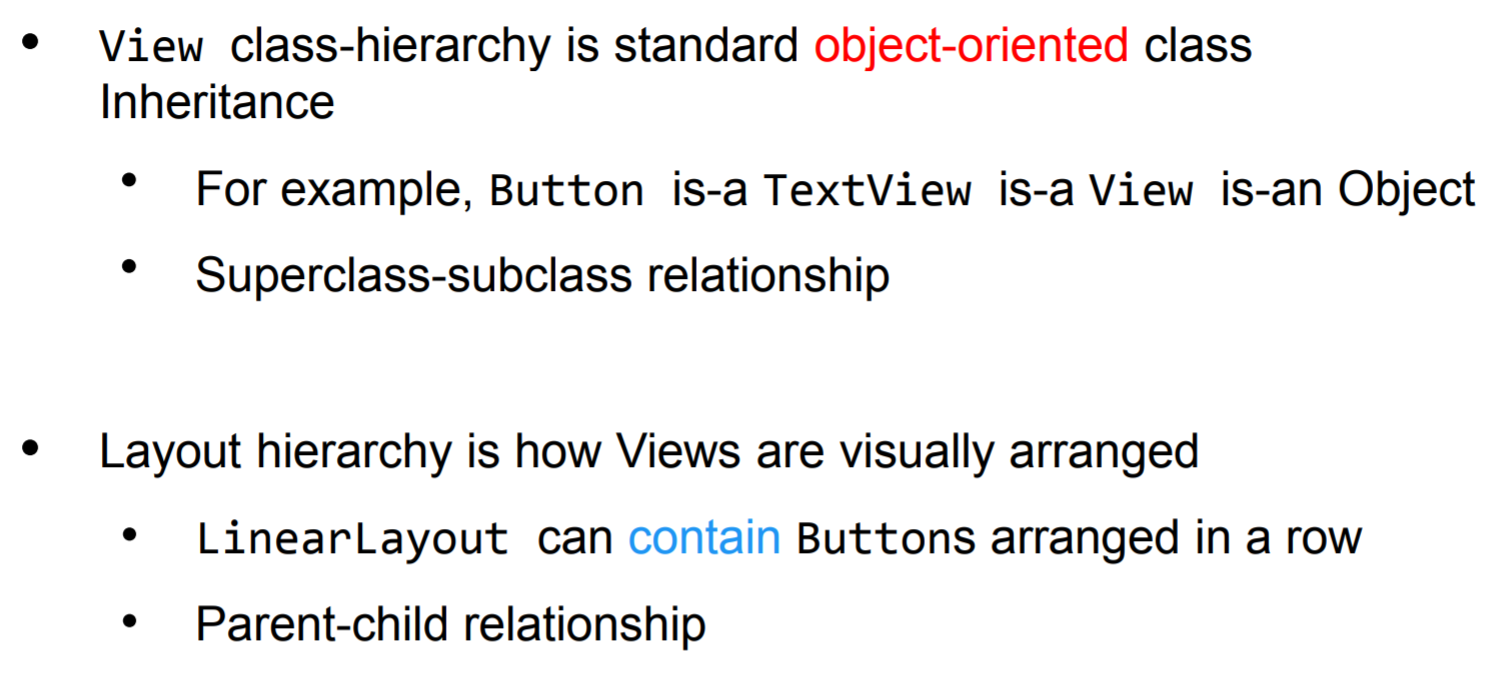 • View class-hierarchy is standard object-oriented class
Inheritance
• For example, Button is-a TextView is-a View is-an Object
• Superclass-subclass relationship
• Layout hierarchy is how Views are visually arranged
• LinearLayout can contain Buttons arranged in a row
• Parent-child relationship